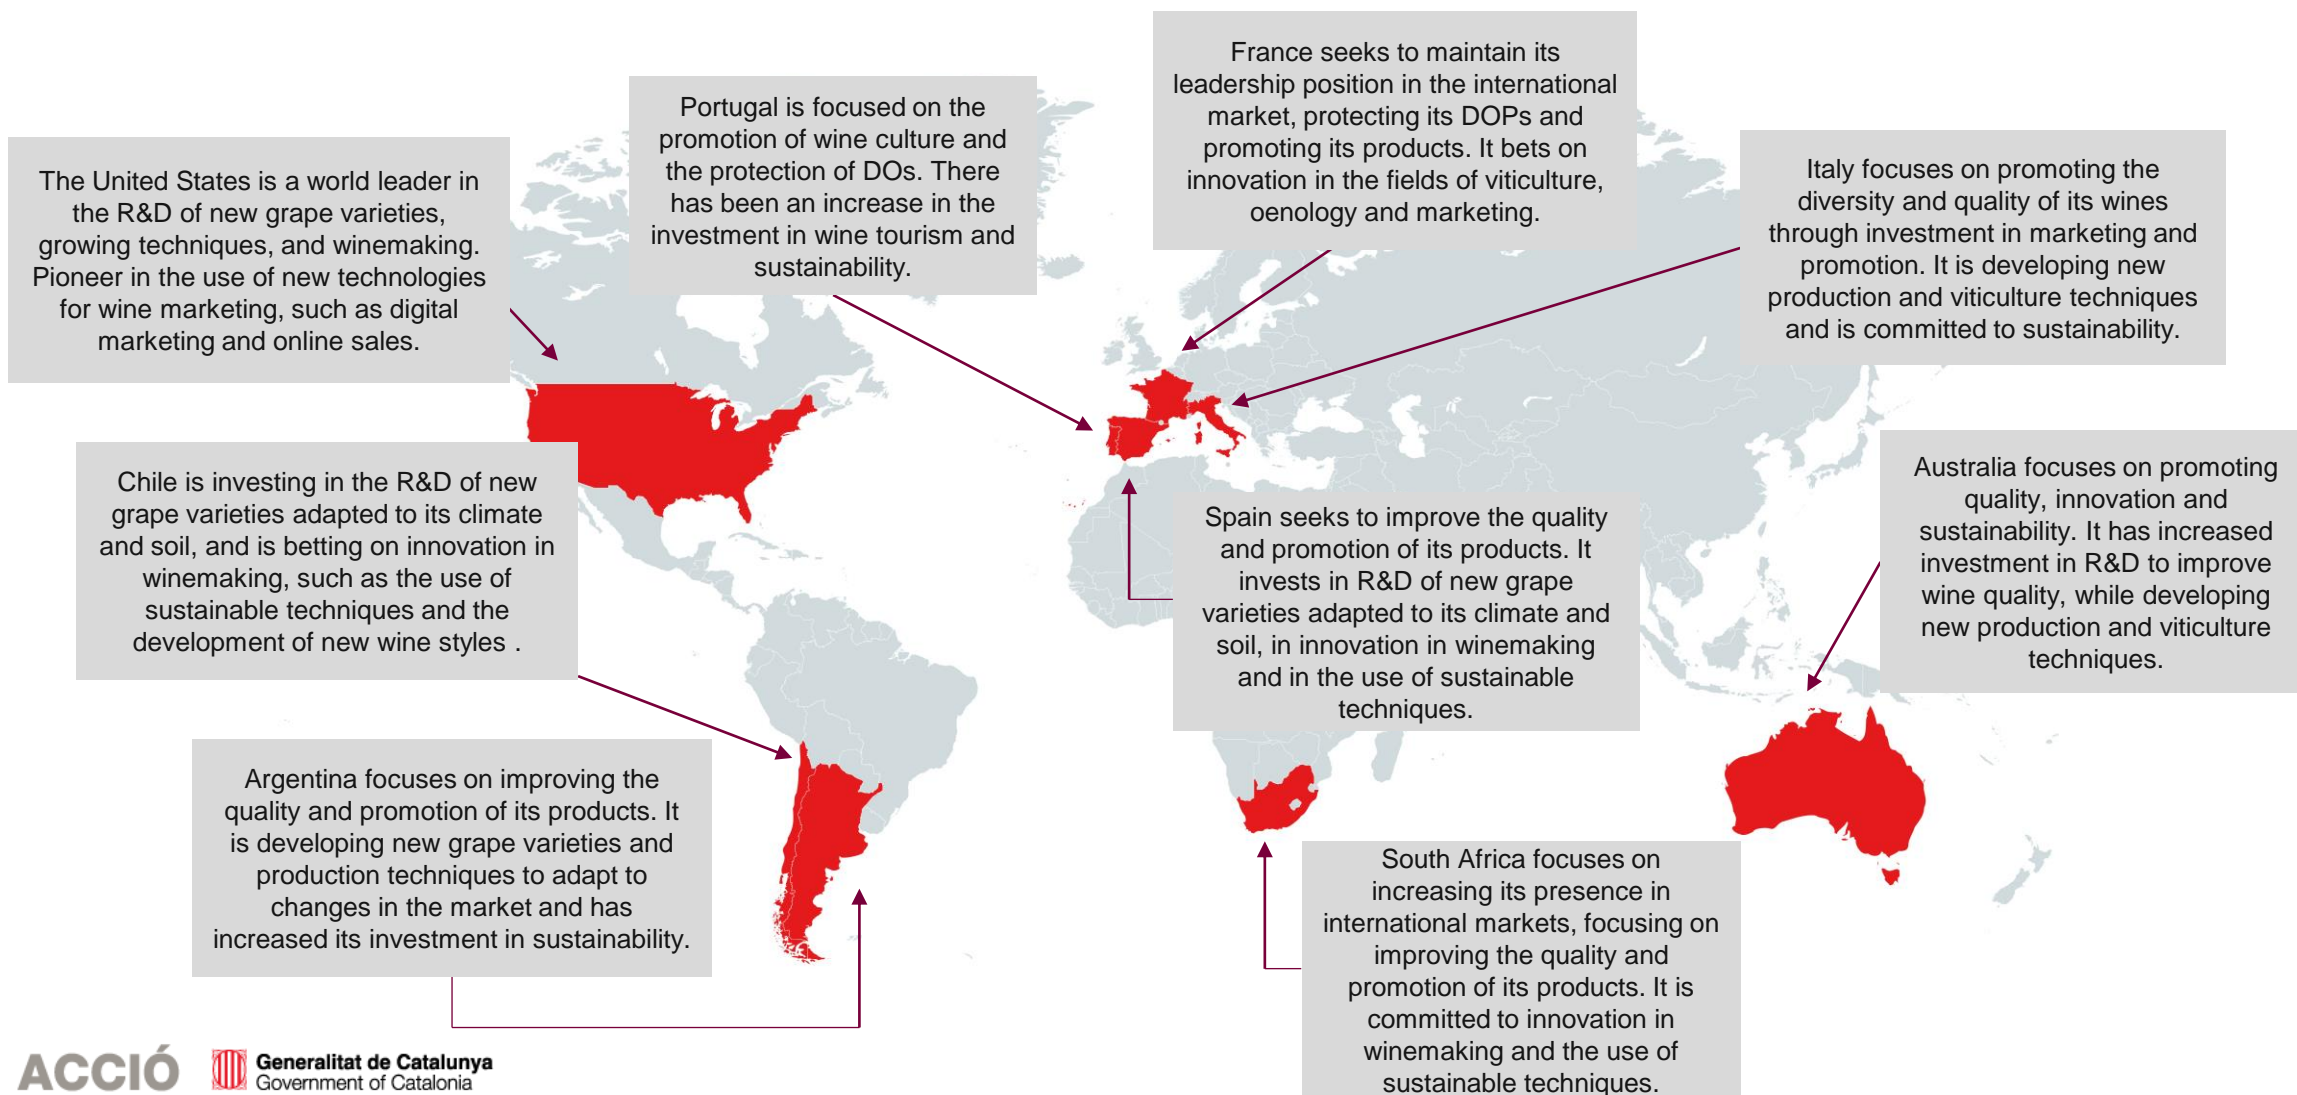 France seeks to maintain its
leadership position in the international
market, protecting its DOPs and
promoting its products. It bets on
innovation in the fields of viticulture,
oenology and marketing.
Portugal is focused on the
promotion of wine culture and
the protection of DOs. There
has been an increase in the
investment in wine tourism and
sustainability.
The United States is a world leader in
the R&D of new grape varieties,
growing techniques, and winemaking.
Pioneer in the use of new technologies
for wine marketing, such as digital
marketing and online sales.
Italy focuses on promoting the
diversity and quality of its wines
through investment in marketing and
promotion. It is developing new
production and viticulture techniques
and is committed to sustainability.
Chile is investing in the R&D of new
grape varieties adapted to its climate
and soil, and is betting on innovation in
winemaking, such as the use of
sustainable techniques and the
development of new wine styles .
Spain seeks to improve the quality
and promotion of its products. It
invests in R&D of new grape
varieties adapted to its climate and
soil, in innovation in winemaking
and in the use of sustainable
techniques.
Australia focuses on promoting
quality, innovation and
sustainability. It has increased
investment in R&D to improve
wine quality, while developing
new production and viticulture
techniques.
Argentina focuses on improving the
quality and promotion of its products. It
is developing new grape varieties and
production techniques to adapt to
changes in the market and has
increased its investment in sustainability.
South Africa focuses on
increasing its presence in
international markets, focusing on
improving the quality and
promotion of its products. It is
committed to innovation in
winemaking and the use of
sustainable techniques.
ACCIÓ
Generalitat de Catalunya
Government of Catalonia